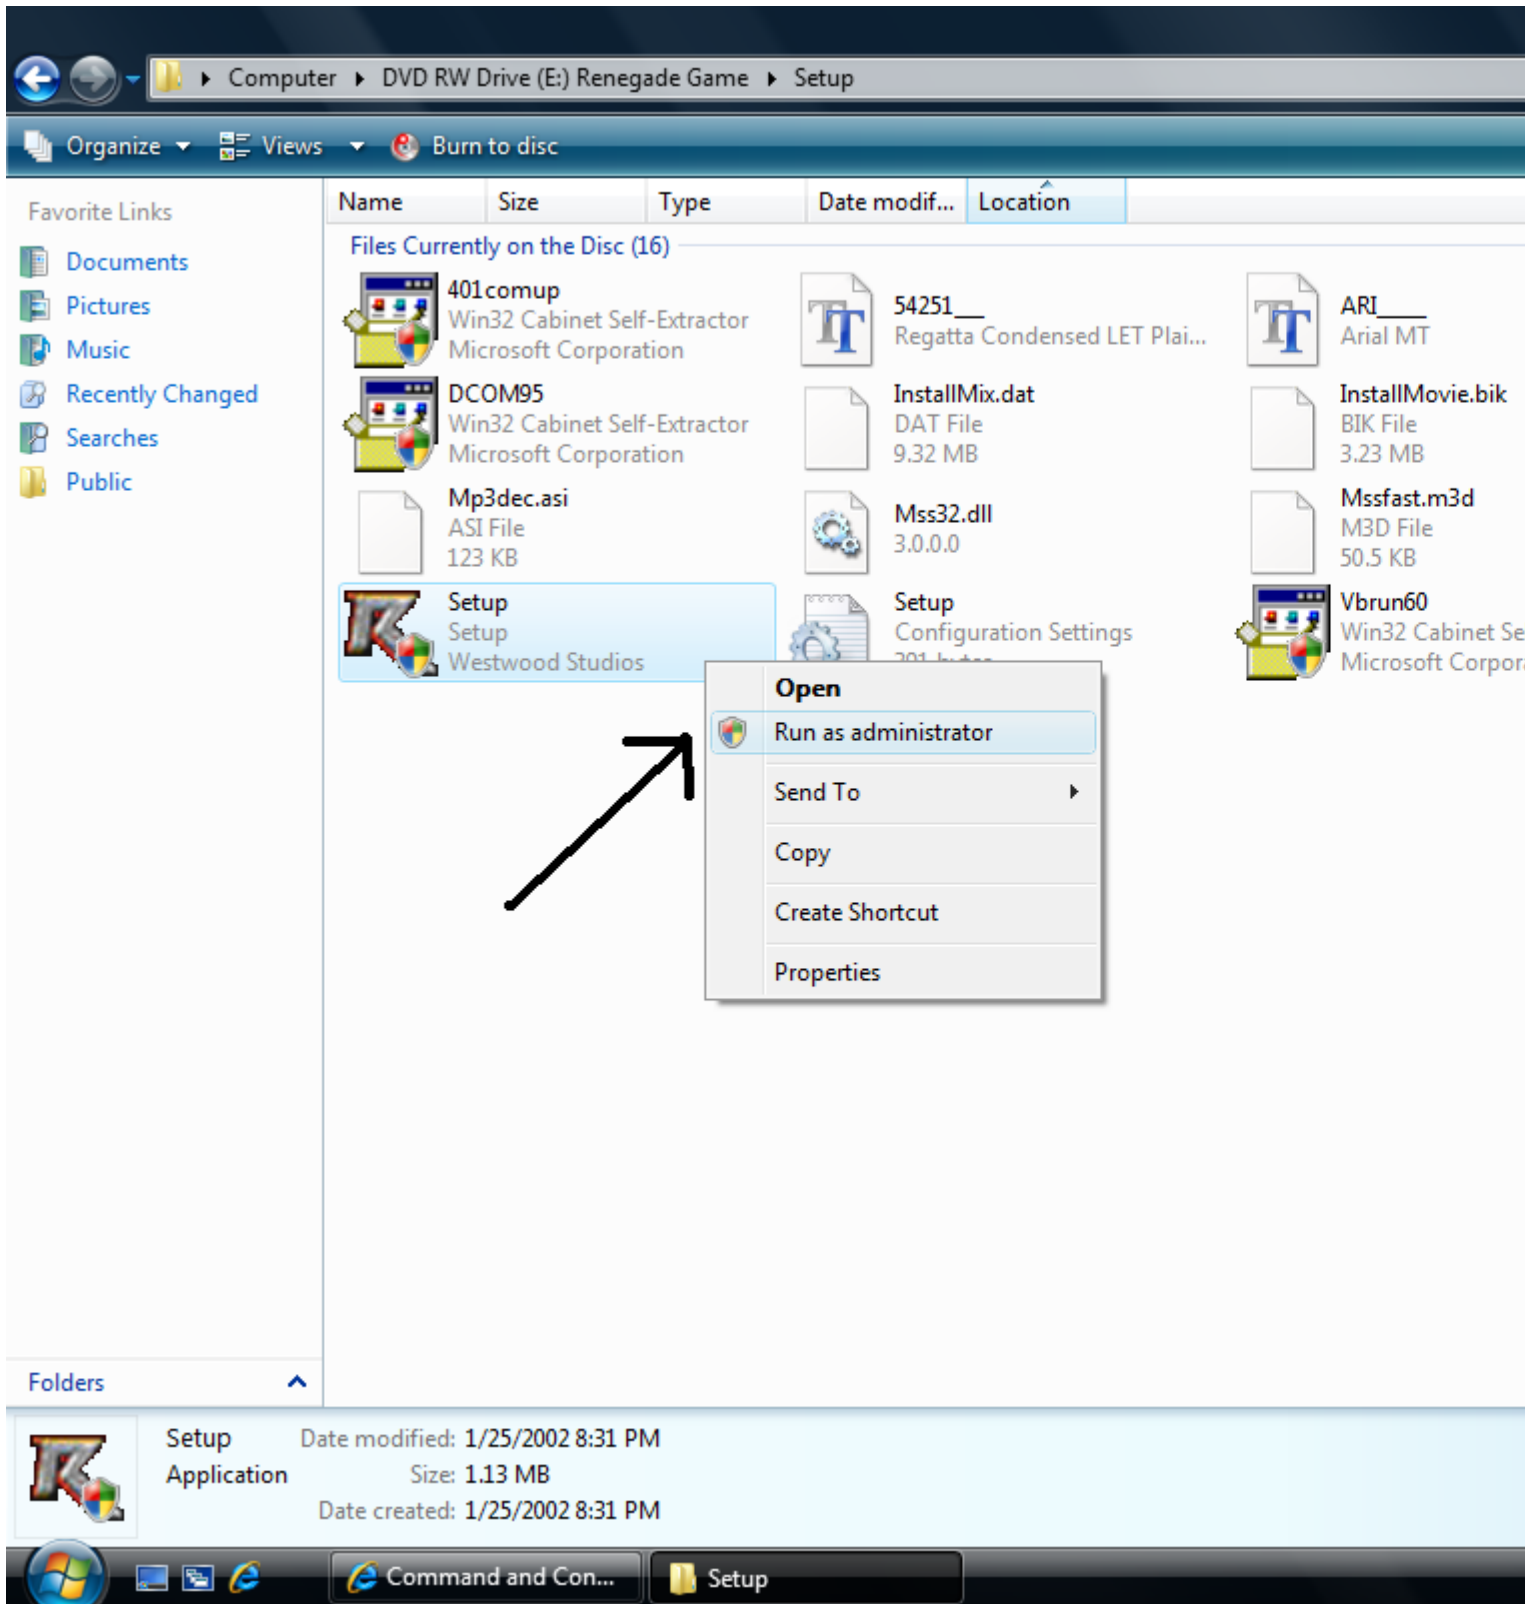 Computer ▸ DVD RW Drive (E:) Renegade Game ▸ Setup
Organize Views Burn to disc
Favorite Links
Documents
Pictures
Music
Recently Changed
Searches
Public
Folders
Name Size Type Date modif... Location
Files Currently on the Disc (16)
401comup
Win32 Cabinet Self-Extractor
Microsoft Corporation
54251__
Regatta Condensed LET Plai...
ARI____
Arial MT
DCOM95
Win32 Cabinet Self-Extractor
Microsoft Corporation
InstallMix.dat
DAT File
9.32 MB
InstallMovie.bik
BIK File
3.23 MB
Mp3dec.asi
ASI File
123 KB
Mss32.dll
3.0.0.0
Mssfast.m3d
M3D File
50.5 KB
Setup
Setup
Westwood Studios
Setup
Configuration Settings
Vbrun60
Win32 Cabinet Se
Microsoft Corpor
Open
Run as administrator
Send To
Copy
Create Shortcut
Properties
Setup Date modified: 1/25/2002 8:31 PM
Application Size: 1.13 MB
Date created: 1/25/2002 8:31 PM
Command and Con... Setup